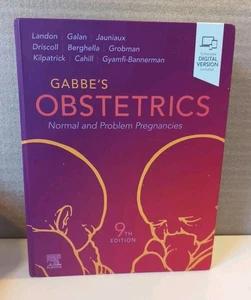 Landon Galan Jauniaux
Driscoll Berghella Grobman
Kilpatrick Cahill Gyamfi-Bannerman
DIGITAL
VERSION
GABBE'S
OBSTETRICS
Normal and Problem Pregnancies
9TH
EDITION